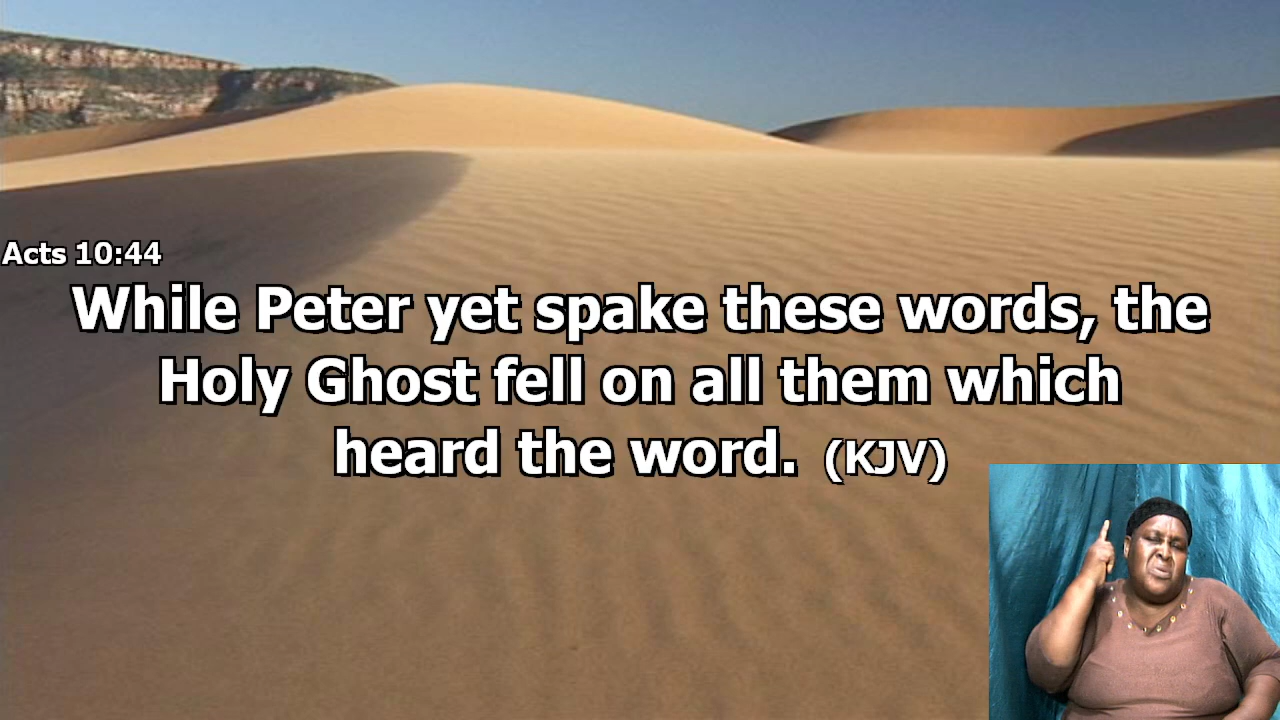 Acts 10:44
While Peter yet spake these words, the
Holy Ghost fell on all them which
heard the word. (KJV)